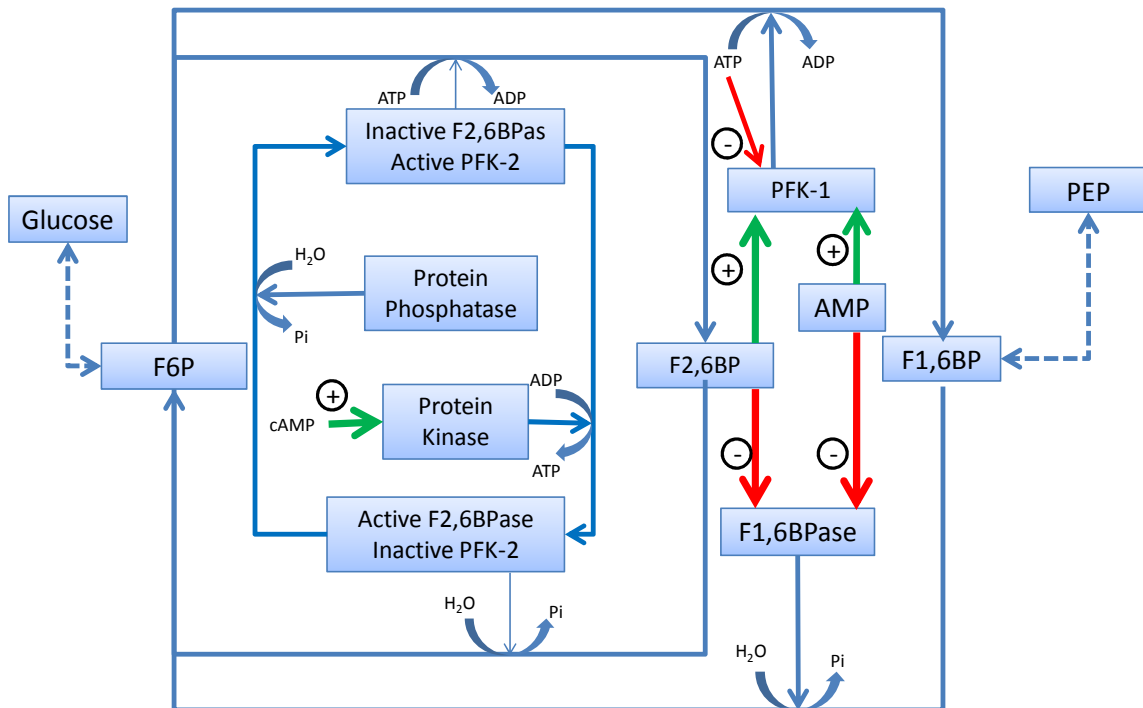 ATP
ADP
ATP
ADP
Inactive F2,6BPas
Active PFK-2
-
PFK-1
PEP
Glucose
H₂O
Protein
Phosphatase
+
+
AMP
Pi
F6P
F2,6BP
F1,6BP
+
ADP
cAMP
Protein
Kinase
ATP
-
-
Active F2,6BPase
Inactive PFK-2
F1,6BPase
H₂O
Pi
H₂O
Pi